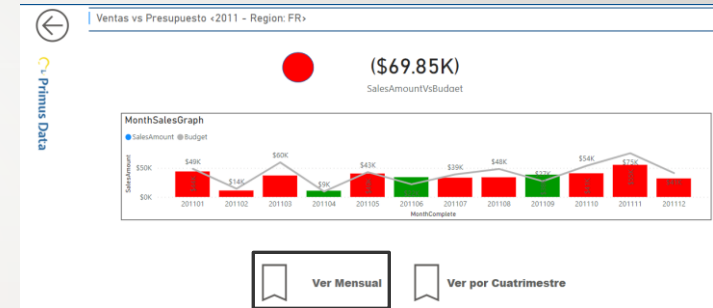 Ventas vs Presupuesto <2011 - Region: FR>
Primus Data
($69.85K)
SalesAmountVsBudget
MonthSalesGraph
SalesAmount Budget
SalesAmount
$50K
$0K
$49K
$14K
$60K
$9K
$43K
$39K
$48K
$27K
$54K
$75K
201101 201102 201103 201104 201105 201106 201107 201108 201109 201110 201111 201112
MonthComplete
Ver Mensual
Ver por Cuatrimestre